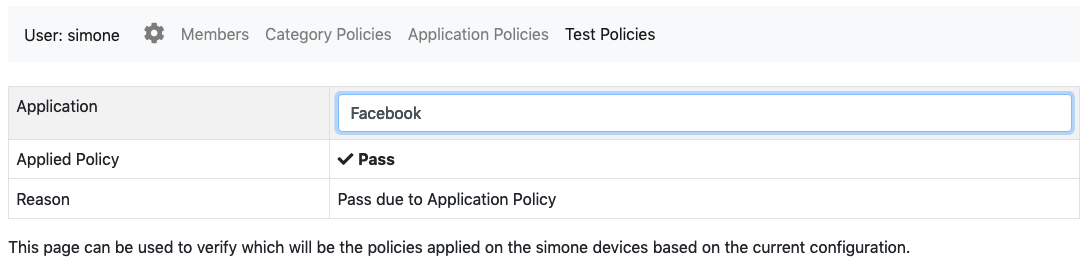 User: simone Members Category Policies Application Policies Test Policies
Application Facebook
Applied Policy Pass
Reason Pass due to Application Policy
This page can be used to verify which will be the policies applied on the simone devices based on the current configuration.